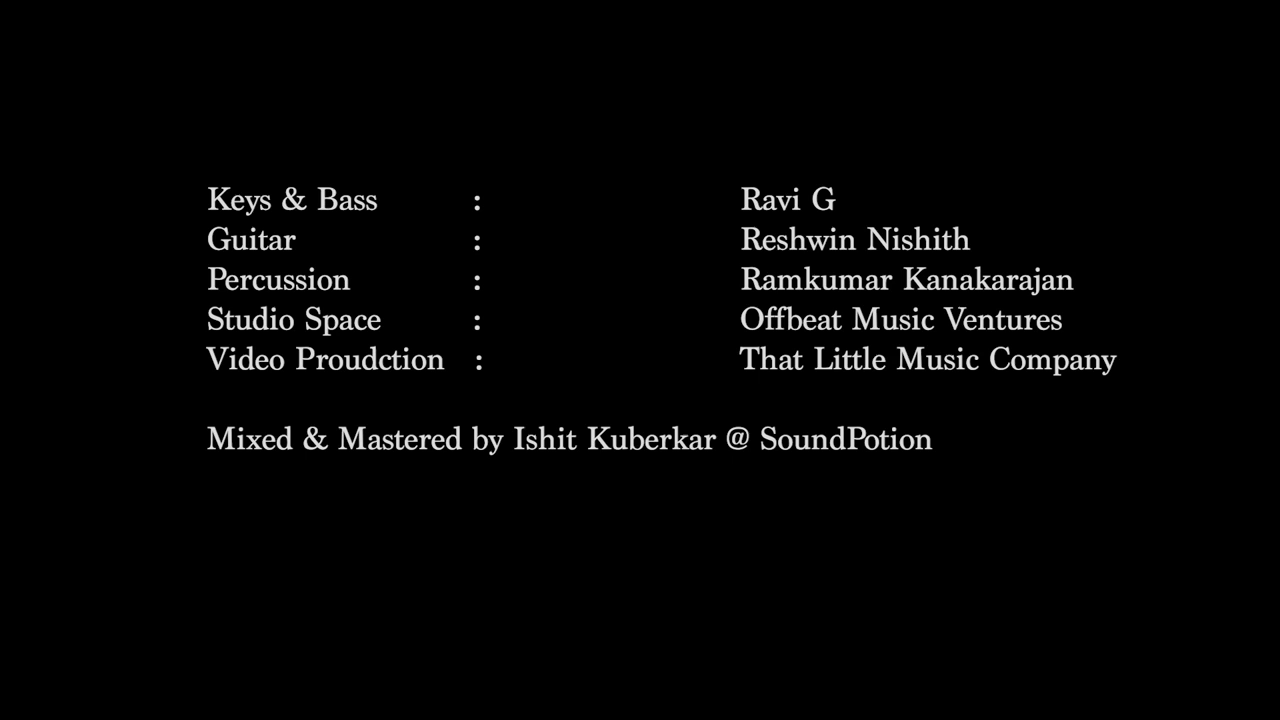 Keys & Bass : Ravi G
Guitar : Reshwin Nishith
Percussion : Ramkumar Kanakarajan
Studio Space : Offbeat Music Ventures
Video Proudction : That Little Music Company
Mixed & Mastered by Ishit Kuberkar @ SoundPotion